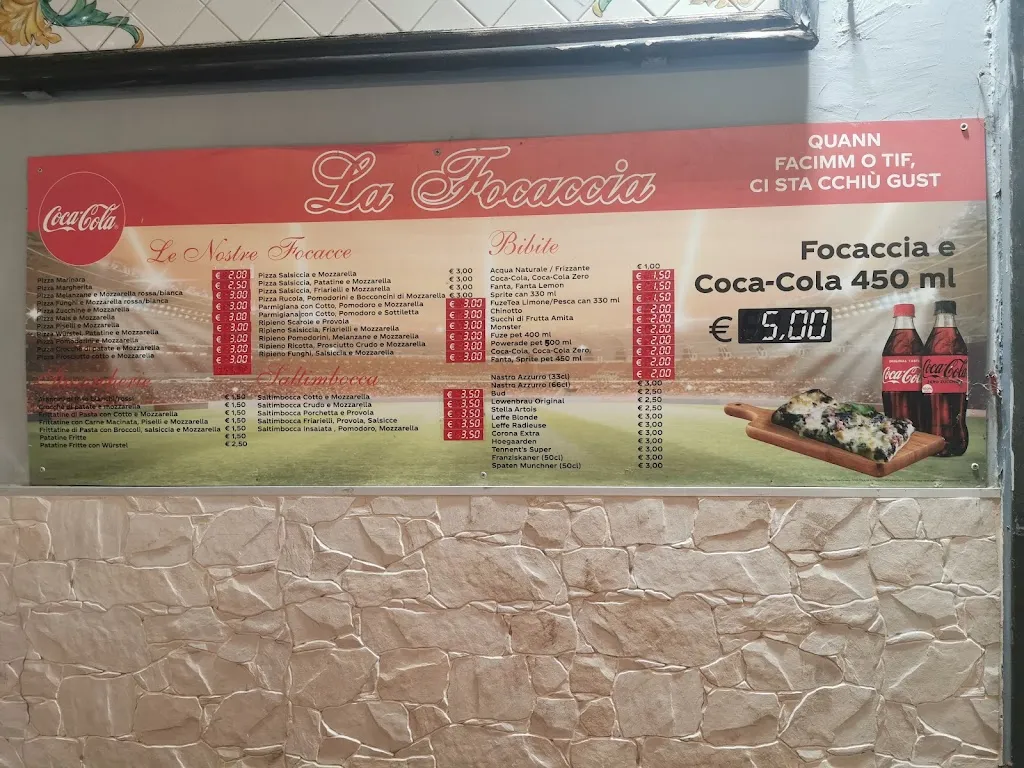 QUANN
FACIMM O TIF,
CI STA CCHIÙ GUST
La Focaccia
Coca-Cola
Le Nostre Focacce
Pizza Marinara € 2,00
Pizza Margherita € 2,50
Pizza Melanzane e Mozzarella rossa/bianca € 3,00
Pizza Funghi e Mozzarella rossa/bianca € 3,00
Pizza Zucchine e Mozzarella € 3,00
Pizza Mais e Mozzarella € 3,00
Pizza Piselli e Mozzarella € 3,00
Pizza Würstel, Patatine e Mozzarella € 3,00
Pizza Pomodorini e Mozzarella € 3,00
Pizza Crocchè di patate e Mozzarella € 3,00
Pizza Prosciutto cotto e Mozzarella € 3,00
Pizza Salsiccia e Mozzarella € 3,00
Pizza Salsiccia, Patatine e Mozzarella € 3,00
Pizza Salsiccia, Friarielli e Mozzarella € 3,00
Pizza Rucola, Pomodorini e Bocconcini di Mozzarella € 3,00
Parmigiana con Cotto, Pomodoro e Mozzarella € 3,00
Parmigiana con Cotto, Pomodoro e Sottiletta € 3,00
Ripieno Scarole e Provola € 3,00
Ripieno Salsiccia, Friarielli e Mozzarella € 3,00
Ripieno Pomodorini, Melanzane e Mozzarella € 3,00
Ripieno Ricotta, Prosciutto Crudo e Mozzarella € 3,00
Ripieno Funghi, Salsiccia e Mozzarella € 3,00
bianchi/rossi € 1,50
Crocchè di patate e mozzarella € 1,50
Frittatine di Pasta con Cotto e Mozzarella € 1,50
Frittatine con Carne Macinata, Piselli e Mozzarella € 1,50
Frittatine di Pasta con Broccoli, salsiccia e Mozzarella € 1,50
Patatine Fritte € 1,50
Patatine Fritte con Würstel € 2,50
Saltimbocca
Saltimbocca Cotto e Mozzarella € 3,50
Saltimbocca Crudo e Mozzarella € 3,50
Saltimbocca Porchetta e Provola € 3,50
Saltimbocca Friarielli, Provola, Salsicce € 3,50
Saltimbocca Insalata, Pomodoro, Mozzarella € 3,50
Bibite
Acqua Naturale / Frizzante € 1,00
Coca-Cola, Coca-Cola Zero € 1,50
Fanta, Fanta Lemon € 1,50
Sprite can 330 ml € 1,50
FuzeTea Limone/Pesca can 330 ml € 1,50
Chinotto € 2,00
Succhi di Frutta Amita € 2,00
Monster € 2,00
Fuze pet 400 ml € 2,00
Powerade pet 500 ml € 2,00
Coca-Cola, Coca-Cola Zero,
Fanta, Sprite pet 450 ml € 2,00
Nastro Azzurro (33cl) € 2,00
Nastro Azzurro (66cl) € 3,00
Bud € 2,50
Lowenbrau Original € 2,50
Stella Artois € 2,50
Leffe Blonde € 3,00
Leffe Radieuse € 3,00
Corona Extra € 3,00
Hoegaarden € 3,00
Tennent's Super € 3,00
Franziskaner (50cl) € 3,00
Spaten Munchner (50cl) € 3,00
Focaccia e
Coca-Cola 450 ml
€ 5,00
Coca-Cola
Coca-Cola